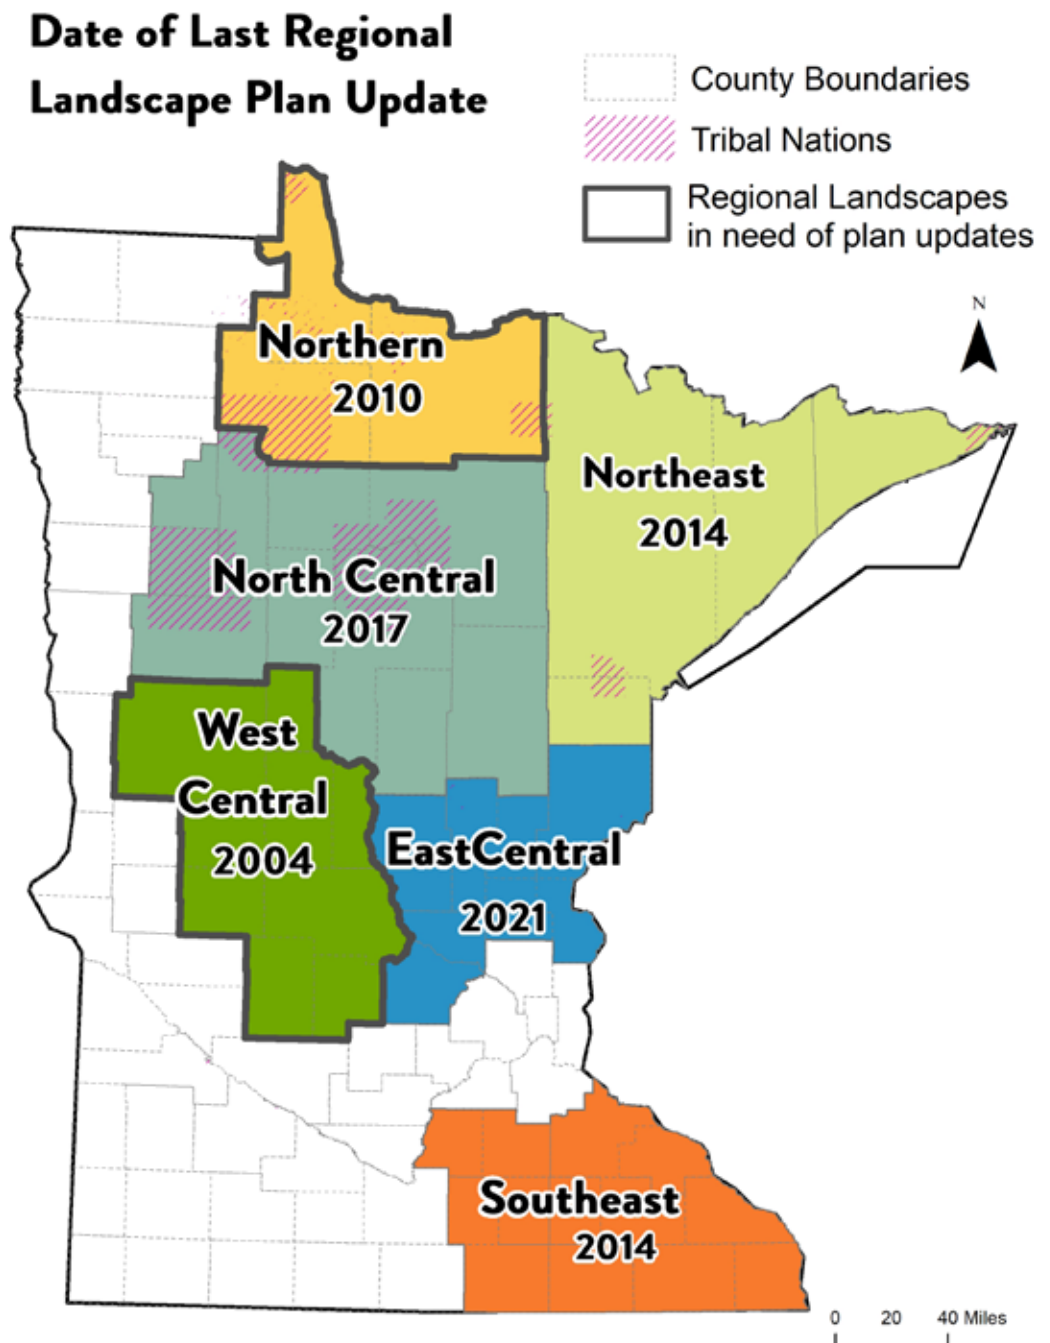 Date of Last Regional
Landscape Plan Update
County Boundaries
Tribal Nations
Regional Landscapes
in need of plan updates
N
Northern
2010
Northeast
2014
North Central
2017
West
Central
2004
EastCentral
2021
Southeast
2014
0 20 40 Miles